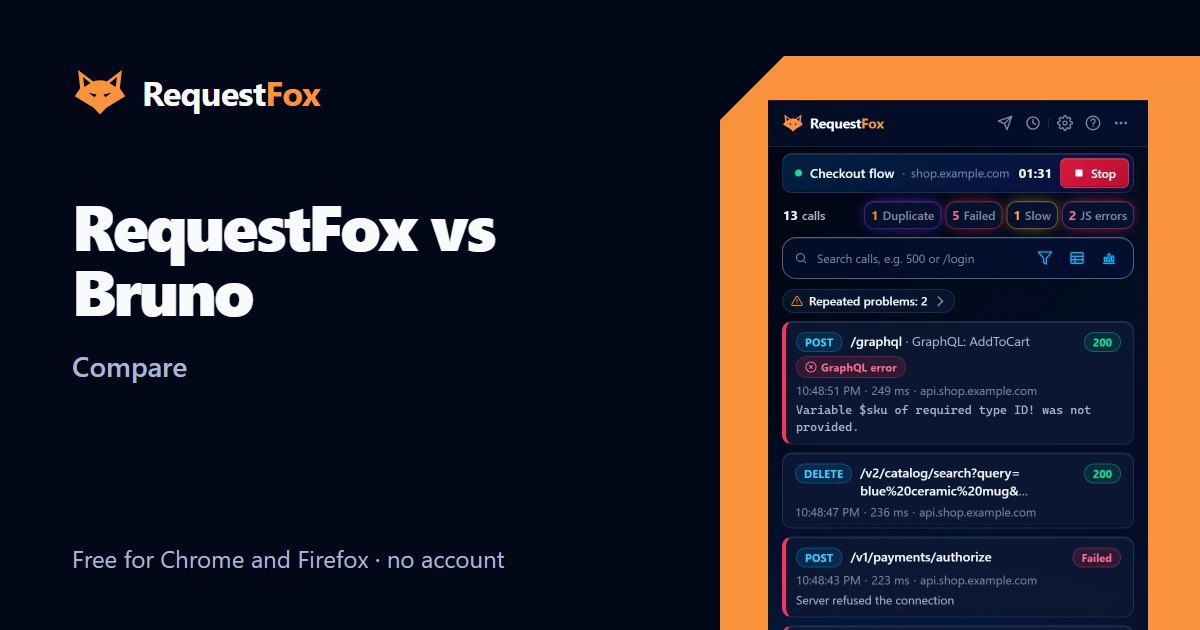 RequestFox
RequestFox vs
Bruno
Compare
Free for Chrome and Firefox · no account
RequestFox
Checkout flow · shop.example.com 01:31 Stop
13 calls 1 Duplicate 5 Failed 1 Slow 2 JS errors
Search calls, e.g. 500 or /login
Repeated problems: 2
POST /graphql · GraphQL: AddToCart 200
GraphQL error
10:48:51 PM · 249 ms · api.shop.example.com
Variable $sku of required type ID! was not
provided.
DELETE /v2/catalog/search?query= 200
blue%20ceramic%20mug&...
10:48:47 PM · 236 ms · api.shop.example.com
POST /v1/payments/authorize Failed
10:48:43 PM · 223 ms · api.shop.example.com
Server refused the connection